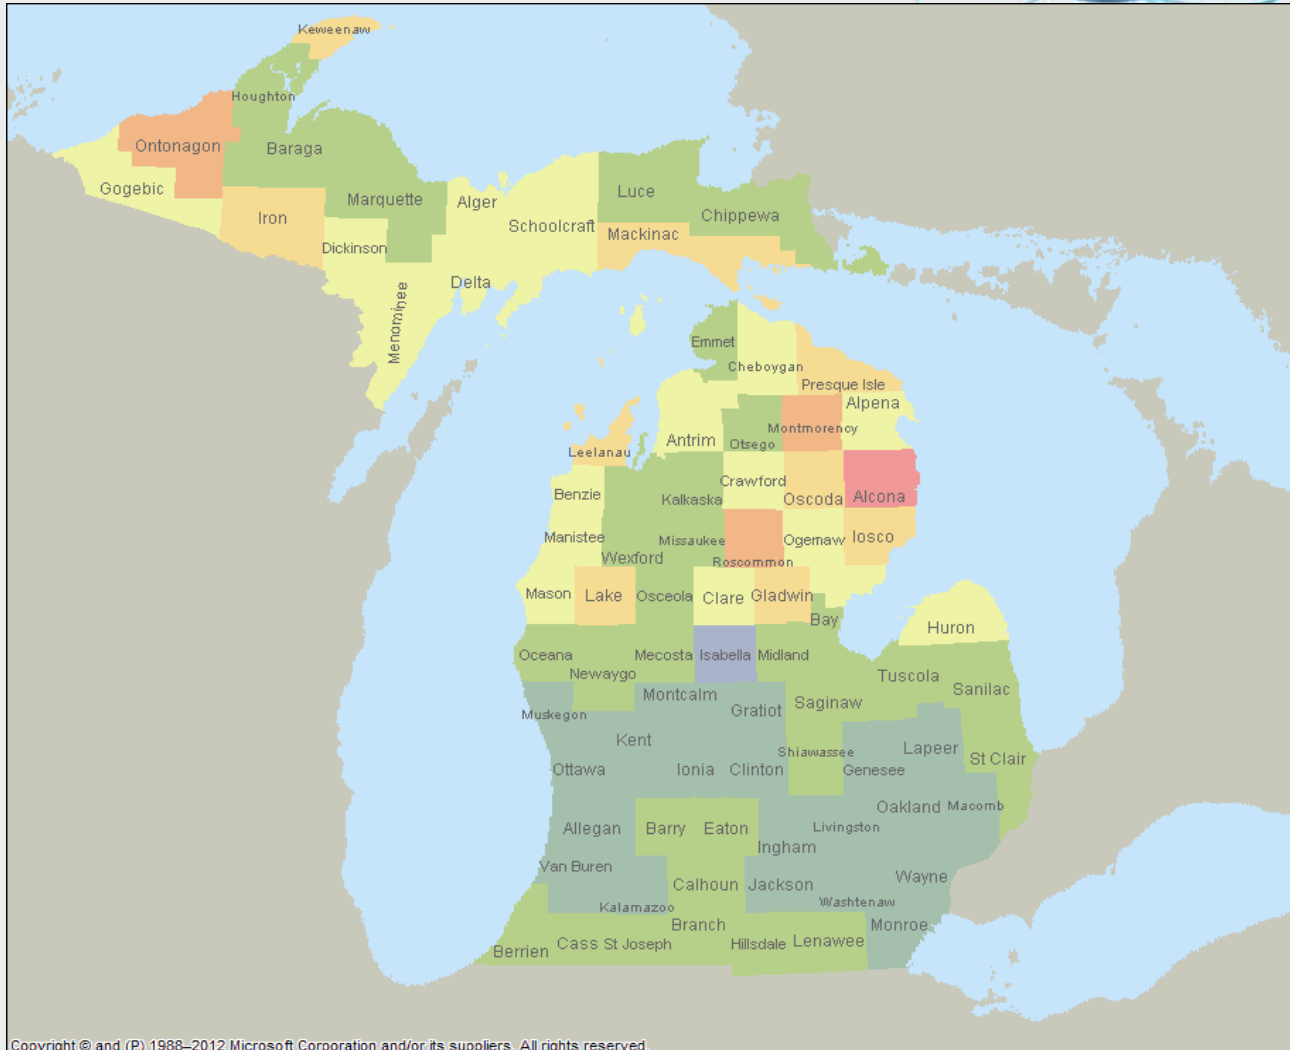 Keweenaw
Houghton
Ontonagon
Baraga
Gogebic
Marquette
Alger
Luce
Iron
Schoolcraft
Chippewa
Mackinac
Dickinson
Delta
Menominee
Emmet
Cheboygan
Presque Isle
Alpena
Montmorency
Antrim
Otsego
Leelanau
Crawford
Benzie
Kalkaska
Oscoda
Alcona
Manistee
Missaukee
Ogemaw
Iosco
Wexford
Roscommon
Mason
Lake
Osceola
Clare
Gladwin
Bay
Huron
Oceana
Mecosta
Isabella
Midland
Newaygo
Tuscola
Sanilac
Montcalm
Saginaw
Muskegon
Gratiot
Kent
Shiawassee
Lapeer
St Clair
Ottawa
Ionia
Clinton
Genesee
Oakland
Macomb
Allegan
Barry
Eaton
Livingston
Ingham
Van Buren
Wayne
Calhoun
Jackson
Kalamazoo
Washtenaw
Branch
Monroe
Berrien
Cass
St Joseph
Hillsdale
Lenawee
Copyright © and (P) 1988–2012 Microsoft Corporation and/or its suppliers. All rights reserved.